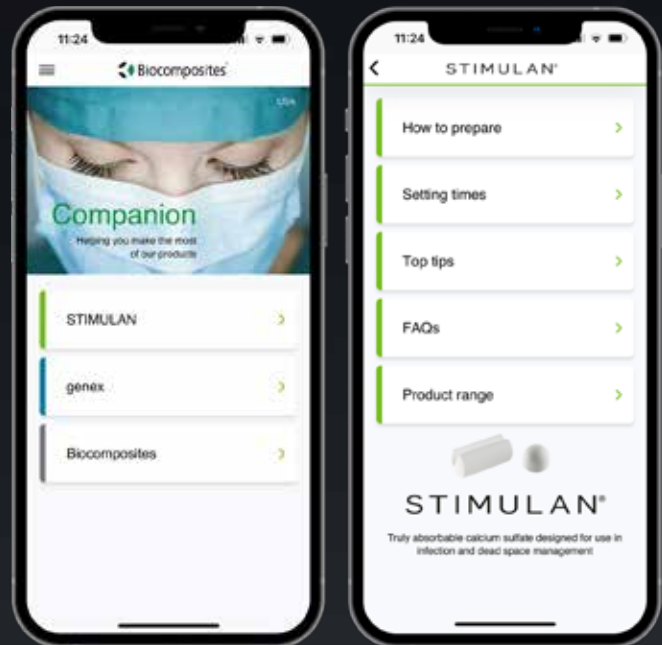 11:24
Biocomposites
USA
Companion
Helping you make the most
of our products
STIMULAN
genex
Biocomposites
11:24
STIMULAN®
How to prepare
Setting times
Top tips
FAQs
Product range
STIMULAN®
Truly absorbable calcium sulfate designed for use in
infection and dead space management